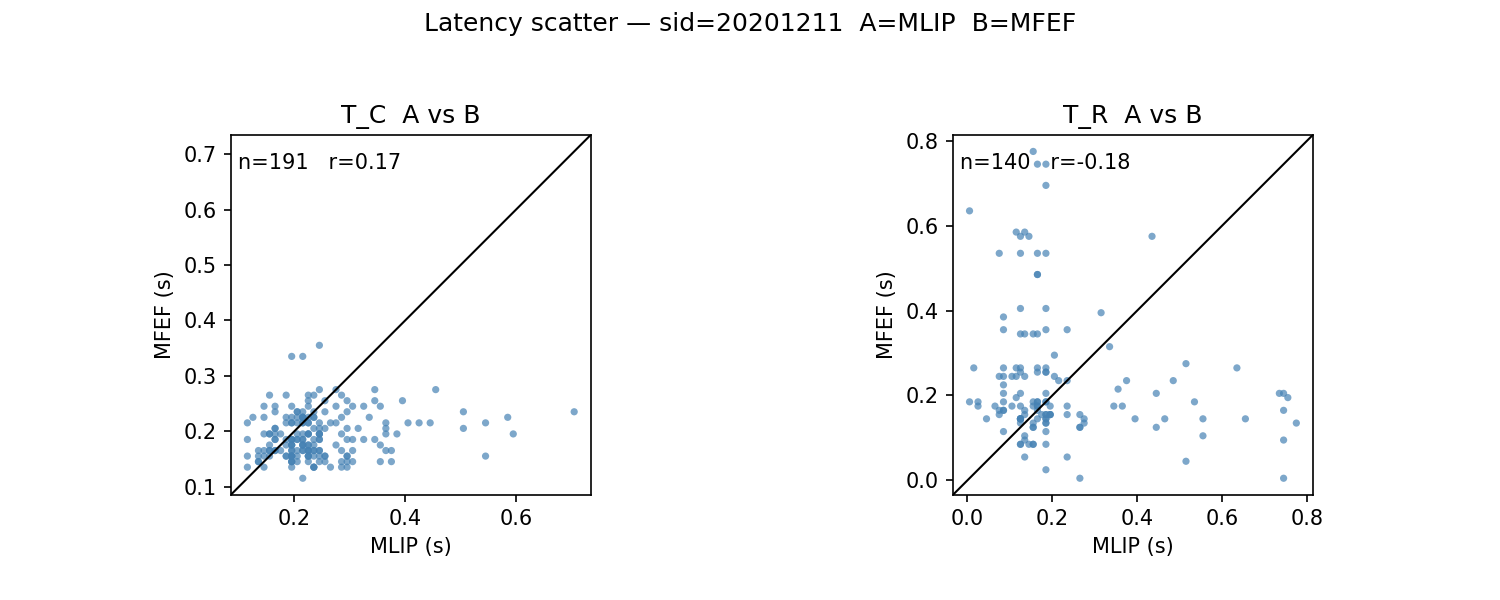 Latency scatter — sid=20201211  A=MLIP  B=MFEF
T_C  A vs B
n=191   r=0.17
MFEF (s)
0.7
0.6
0.5
0.4
0.3
0.2
0.1
0.2
0.4
0.6
MLIP (s)
T_R  A vs B
n=140   r=-0.18
MFEF (s)
0.8
0.6
0.4
0.2
0.0
0.0
0.2
0.4
0.6
0.8
MLIP (s)